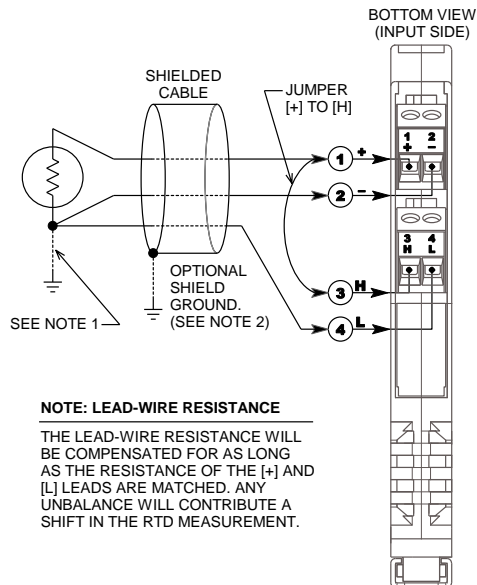 BOTTOM VIEW
(INPUT SIDE)
SHIELDED
CABLE
JUMPER
[+] TO [H]
1 2
+ -
1 +
2 -
3 4
H L
3 H
4 L
OPTIONAL
SHIELD
GROUND.
(SEE NOTE 2)
SEE NOTE 1
NOTE: LEAD-WIRE RESISTANCE
THE LEAD-WIRE RESISTANCE WILL
BE COMPENSATED FOR AS LONG
AS THE RESISTANCE OF THE [+] AND
[L] LEADS ARE MATCHED. ANY
UNBALANCE WILL CONTRIBUTE A
SHIFT IN THE RTD MEASUREMENT.